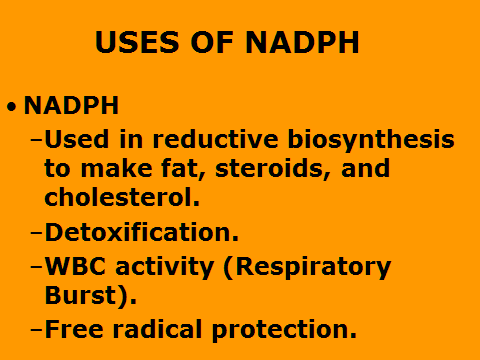 USES OF NADPH
• NADPH
–Used in reductive biosynthesis
to make fat, steroids, and
cholesterol.
–Detoxification.
–WBC activity (Respiratory
Burst).
–Free radical protection.